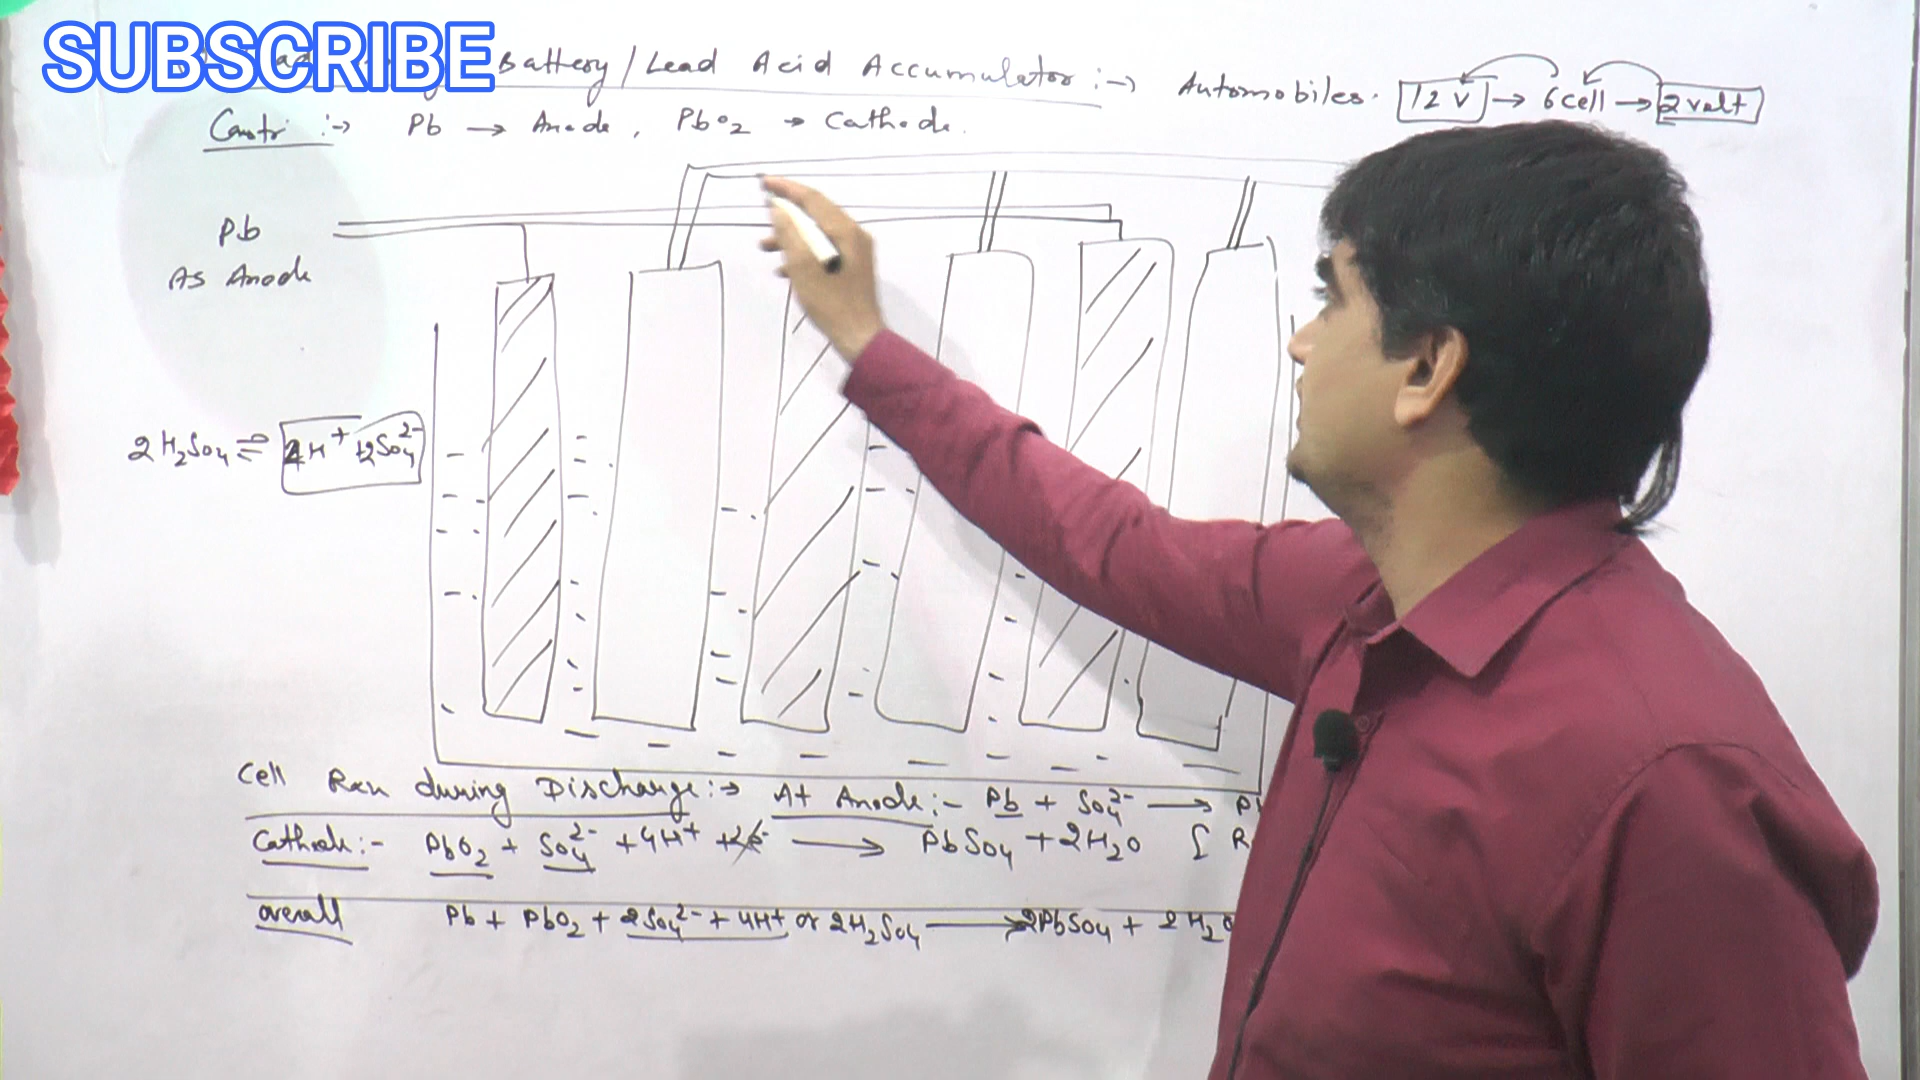 SUBSCRIBE
Battery / Lead Acid Accumulator :→ Automobiles. 12 V → 6 cell → 2 volt
Constr :→ Pb → Anode, PbO2 → Cathode.
Pb
As Anode
2H2SO4 ⇌ 4H+ + 2SO4^2-
Cell Rxn during Discharge :→ At Anode :- Pb + SO4^2- →
Cathode :- PbO2 + SO4^2- + 4H+ + 2e- → PbSO4 + 2H2O [ R
overall Pb + PbO2 + 2SO4^2- + 4H+ or 2H2SO4 → 2PbSO4 + 2H2O